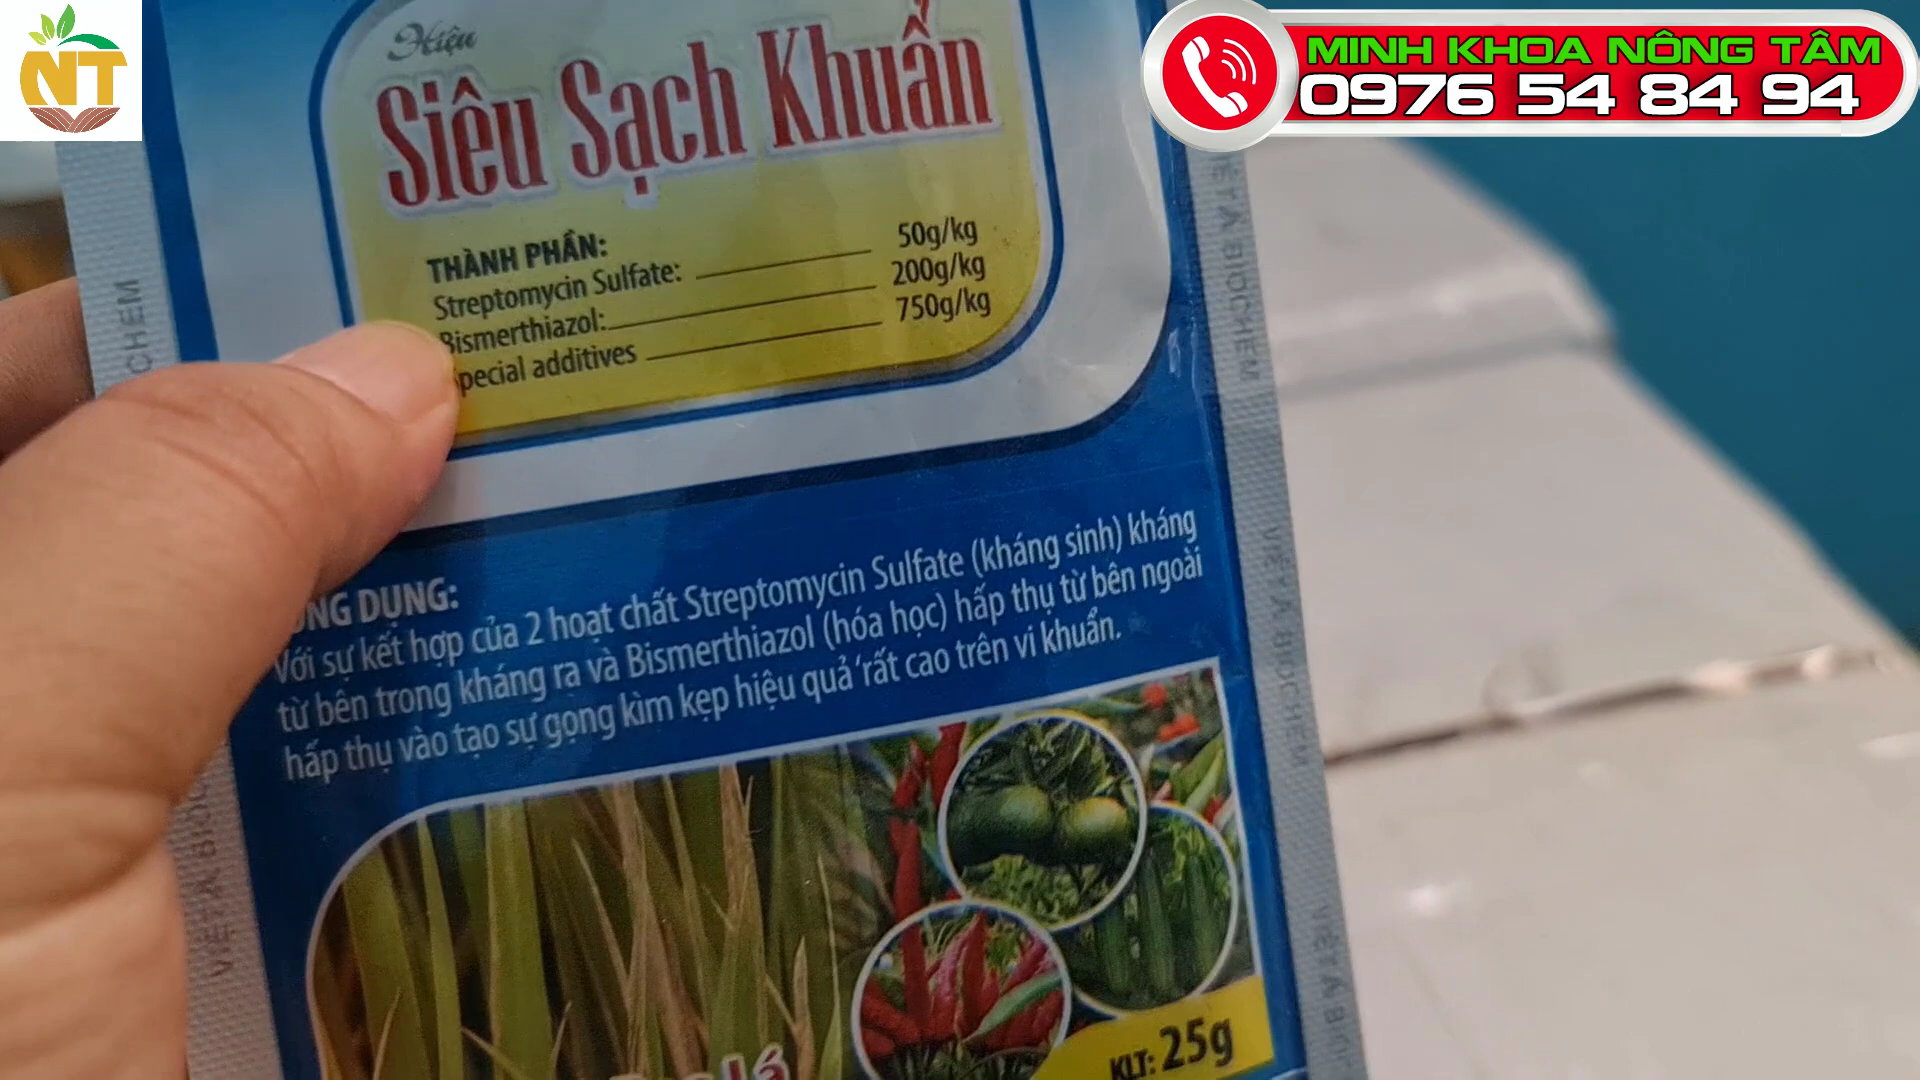 NT
MINH KHOA NÔNG TÂM
0976 54 84 94
Hiệu
Siêu Sạch Khuẩn
THÀNH PHẦN:
Streptomycin Sulfate: 50g/kg
Bismerthiazol: 200g/kg
pecial additives 750g/kg
NG DỤNG:
Với sự kết hợp của 2 hoạt chất Streptomycin Sulfate (kháng sinh) kháng
từ bên trong kháng ra và Bismerthiazol (hóa học) hấp thụ từ bên ngoài
hấp thụ vào tạo sự gọng kìm kẹp hiệu quả rất cao trên vi khuẩn.
lá
KLT: 25g
CHEM
VIỆT Á BIOCHEM